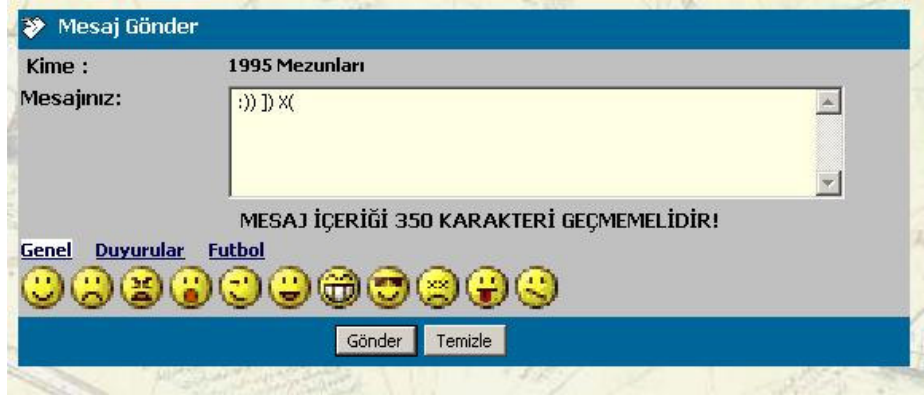 Mesaj Gönder
Kime : 1995 Mezunları
Mesajınız: :)) ]) X(
MESAJ İÇERİĞİ 350 KARAKTERİ GEÇMEMELİDİR!
Genel Duyurular Futbol
Gönder Temizle